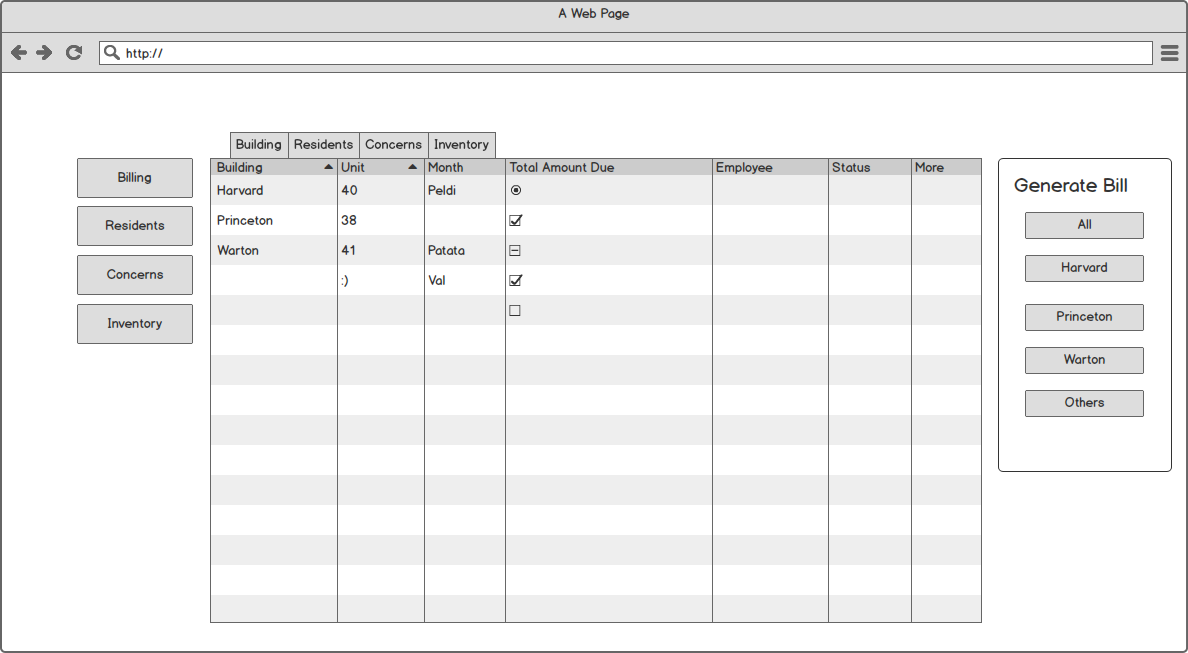 A Web Page
http://
Building Residents Concerns Inventory
Billing
Residents
Concerns
Inventory
Building Unit Month Total Amount Due Employee Status More
Harvard 40 Peldi
Princeton 38
Warton 41 Patata
:) Val
Generate Bill
All
Harvard
Princeton
Warton
Others